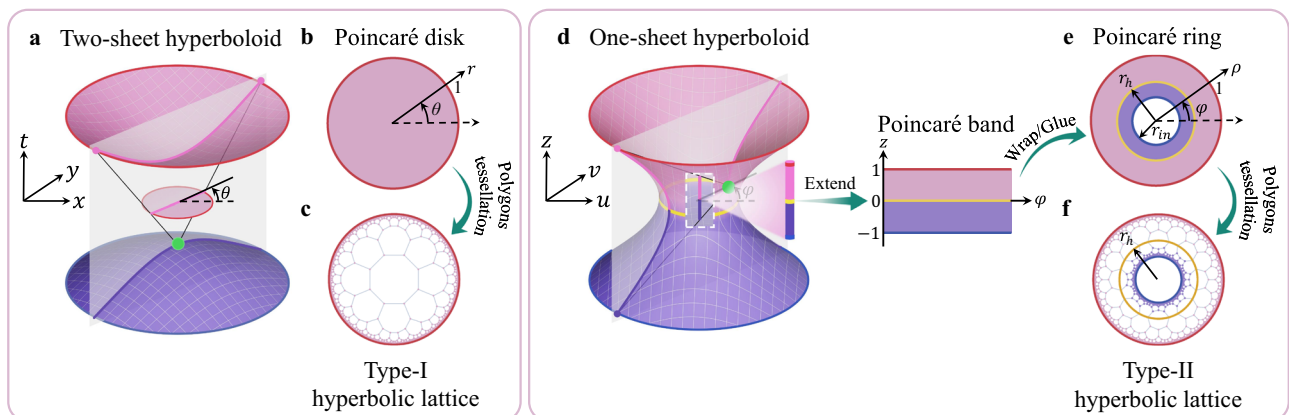 a Two-sheet hyperboloid
t
y
x
θ
b Poincaré disk
r
1
θ
Polygons
tessellation
c
Type-I
hyperbolic lattice
d One-sheet hyperboloid
z
v
u
φ
Extend
Poincaré band
z
1
0
−1
φ
Wrap/Glue
e Poincaré ring
r_h
ρ
1
φ
r_in
Polygons
tessellation
f
r_h
Type-II
hyperbolic lattice